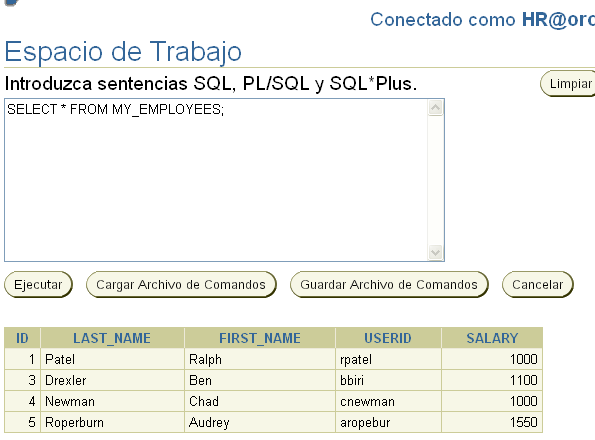 Conectado como HR@orc
Espacio de Trabajo
Introduzca sentencias SQL, PL/SQL y SQL*Plus.
Limpiar
SELECT * FROM MY_EMPLOYEES;
Ejecutar Cargar Archivo de Comandos Guardar Archivo de Comandos Cancelar
ID LAST_NAME FIRST_NAME USERID SALARY
1 Patel Ralph rpatel 1000
3 Drexler Ben bbiri 1100
4 Newman Chad cnewman 1000
5 Roperburn Audrey aropebur 1550